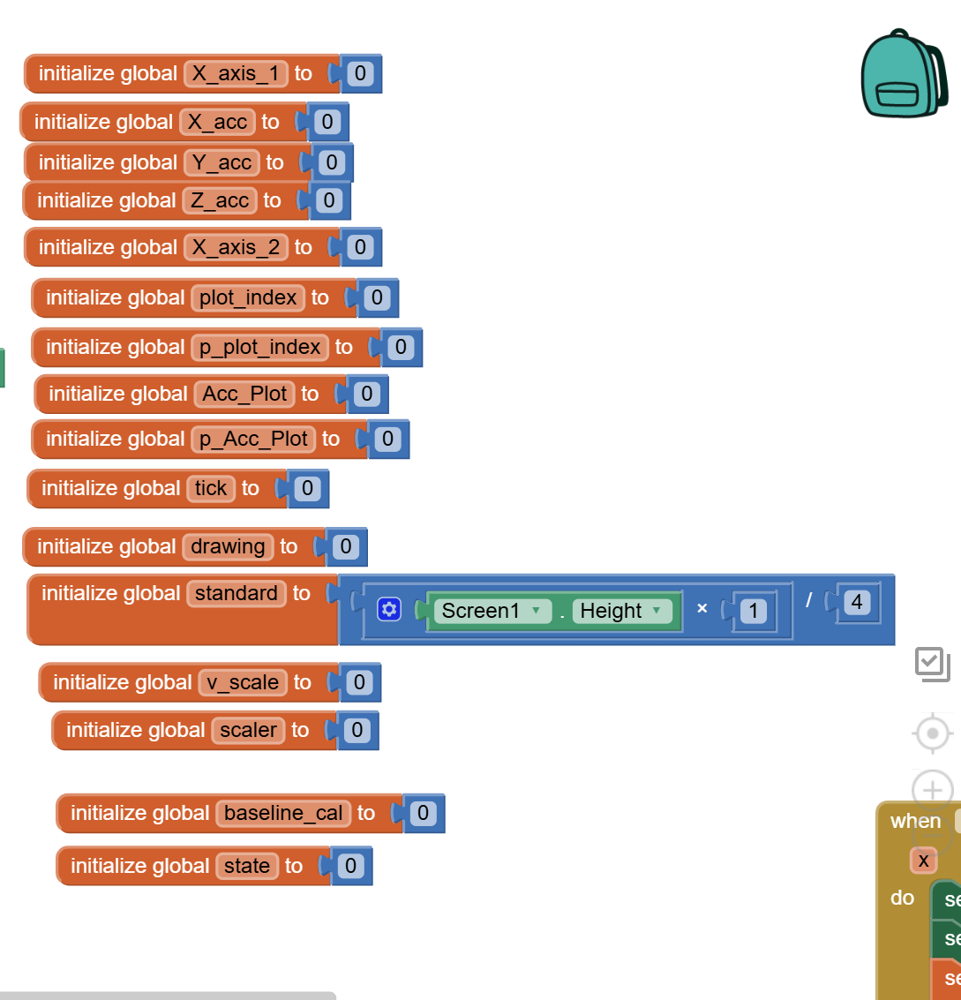 initialize global X_axis_1 to 0
initialize global X_acc to 0
initialize global Y_acc to 0
initialize global Z_acc to 0
initialize global X_axis_2 to 0
initialize global plot_index to 0
initialize global p_plot_index to 0
initialize global Acc_Plot to 0
initialize global p_Acc_Plot to 0
initialize global tick to 0
initialize global drawing to 0
initialize global standard to Screen1 . Height × 1 / 4
initialize global v_scale to 0
initialize global scaler to 0
initialize global baseline_cal to 0
initialize global state to 0
when
x
do se
se
se